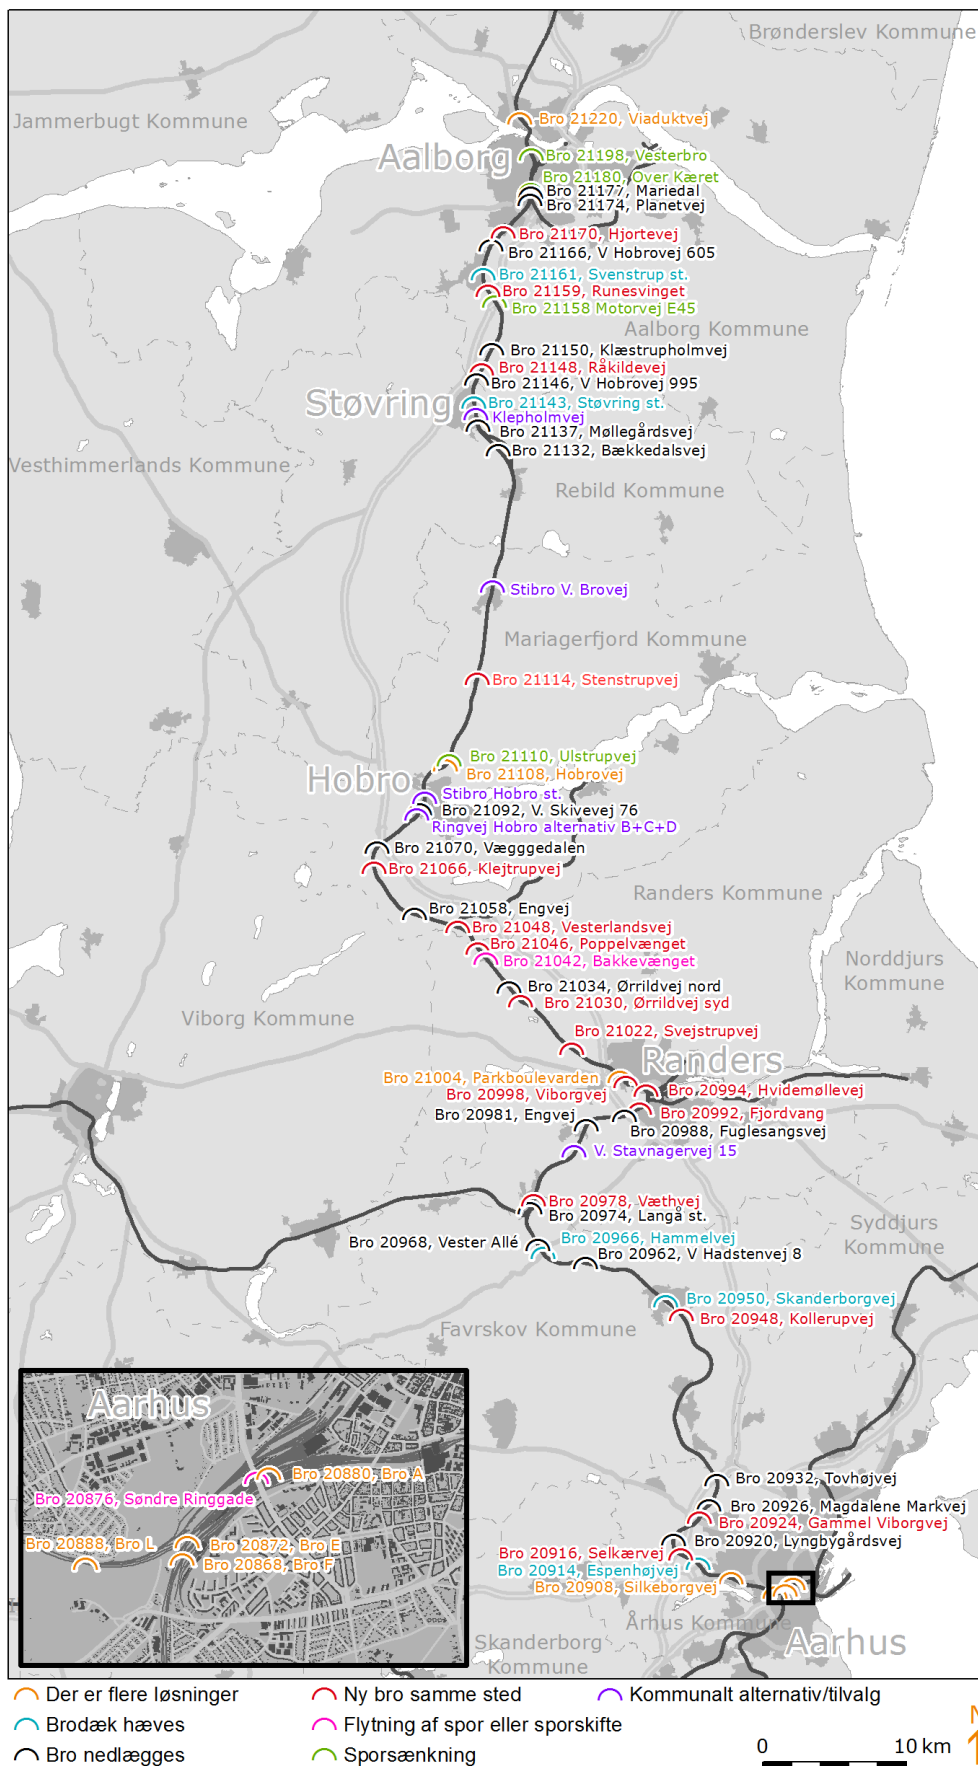 Brønderslev Kommune
Jammerbugt Kommune
Bro 21220, Viaduktvej
Aalborg
Bro 21198, Vesterbro
Bro 21180, Over Kæret
Bro 21177, Mariedal
Bro 21174, Planetvej
Bro 21170, Hjortevej
Bro 21166, V Hobrovej 605
Bro 21161, Svenstrup st.
Bro 21159, Runesvinget
Bro 21158 Motorvej E45
Aalborg Kommune
Bro 21150, Klæstrupholmvej
Bro 21148, Råkildevej
Bro 21146, V Hobrovej 995
Støvring
Bro 21143, Støvring st.
Klepholmvej
Bro 21137, Møllegårdsvej
Bro 21132, Bækkedalsvej
Vesthimmerlands Kommune
Rebild Kommune
Stibro V. Brovej
Mariagerfjord Kommune
Bro 21114, Stenstrupvej
Bro 21110, Ulstrupvej
Bro 21108, Hobrovej
Hobro
Stibro Hobro st.
Bro 21092, V. Skivevej 76
Ringvej Hobro alternativ B+C+D
Bro 21070, Vægggedalen
Bro 21066, Klejtrupvej
Randers Kommune
Bro 21058, Engvej
Bro 21048, Vesterlandsvej
Bro 21046, Poppelvænget
Bro 21042, Bakkevænget
Norddjurs
Kommune
Bro 21034, Ørrildvej nord
Bro 21030, Ørrildvej syd
Viborg Kommune
Bro 21022, Svejstrupvej
Randers
Bro 21004, Parkboulevarden
Bro 20998, Viborgvej
Bro 20994, Hvidemøllevej
Bro 20992, Fjordvang
Bro 20981, Engvej
Bro 20988, Fuglesangsvej
V. Stavnagervej 15
Bro 20978, Væthvej
Bro 20974, Langå st.
Syddjurs
Kommune
Bro 20968, Vester Allé
Bro 20966, Hammelvej
Bro 20962, V Hadstenvej 8
Bro 20950, Skanderborgvej
Bro 20948, Kollerupvej
Favrskov Kommune
Aarhus
Bro 20880, Bro A
Bro 20876, Søndre Ringgade
Bro 20888, Bro L
Bro 20872, Bro E
Bro 20868, Bro F
Bro 20932, Tovhøjvej
Bro 20926, Magdalene Markvej
Bro 20924, Gammel Viborgvej
Bro 20920, Lyngbygårdsvej
Bro 20916, Selkærvej
Bro 20914, Espenhøjvej
Bro 20908, Silkeborgvej
Århus Kommune
Aarhus
Skanderborg
Kommune
Der er flere løsninger
Ny bro samme sted
Kommunalt alternativ/tilvalg
Brodæk hæves
Flytning af spor eller sporskifte
Bro nedlægges
Sporsænkning
0 10 km
N